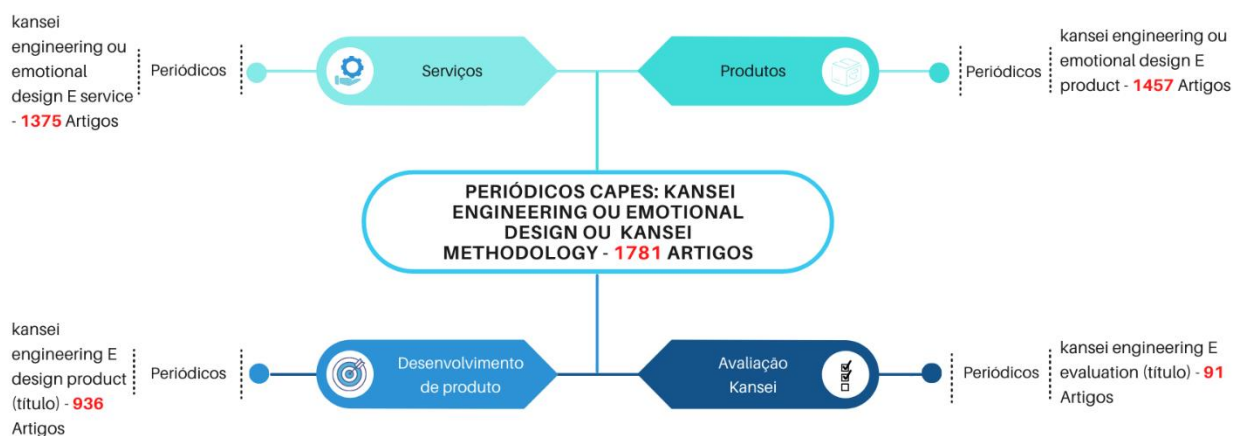 kansei
engineering ou
emotional
design E service
- 1375 Artigos
Periódicos
Serviços
Produtos
Periódicos
kansei engineering ou
emotional design E
product - 1457 Artigos
PERIÓDICOS CAPES: KANSEI
ENGINEERING OU EMOTIONAL
DESIGN OU KANSEI
METHODOLOGY - 1781 ARTIGOS
kansei
engineering E
design product
(título) - 936
Artigos
Periódicos
Desenvolvimento
de produto
Avaliação
Kansei
Periódicos
kansei engineering E
evaluation (título) - 91
Artigos